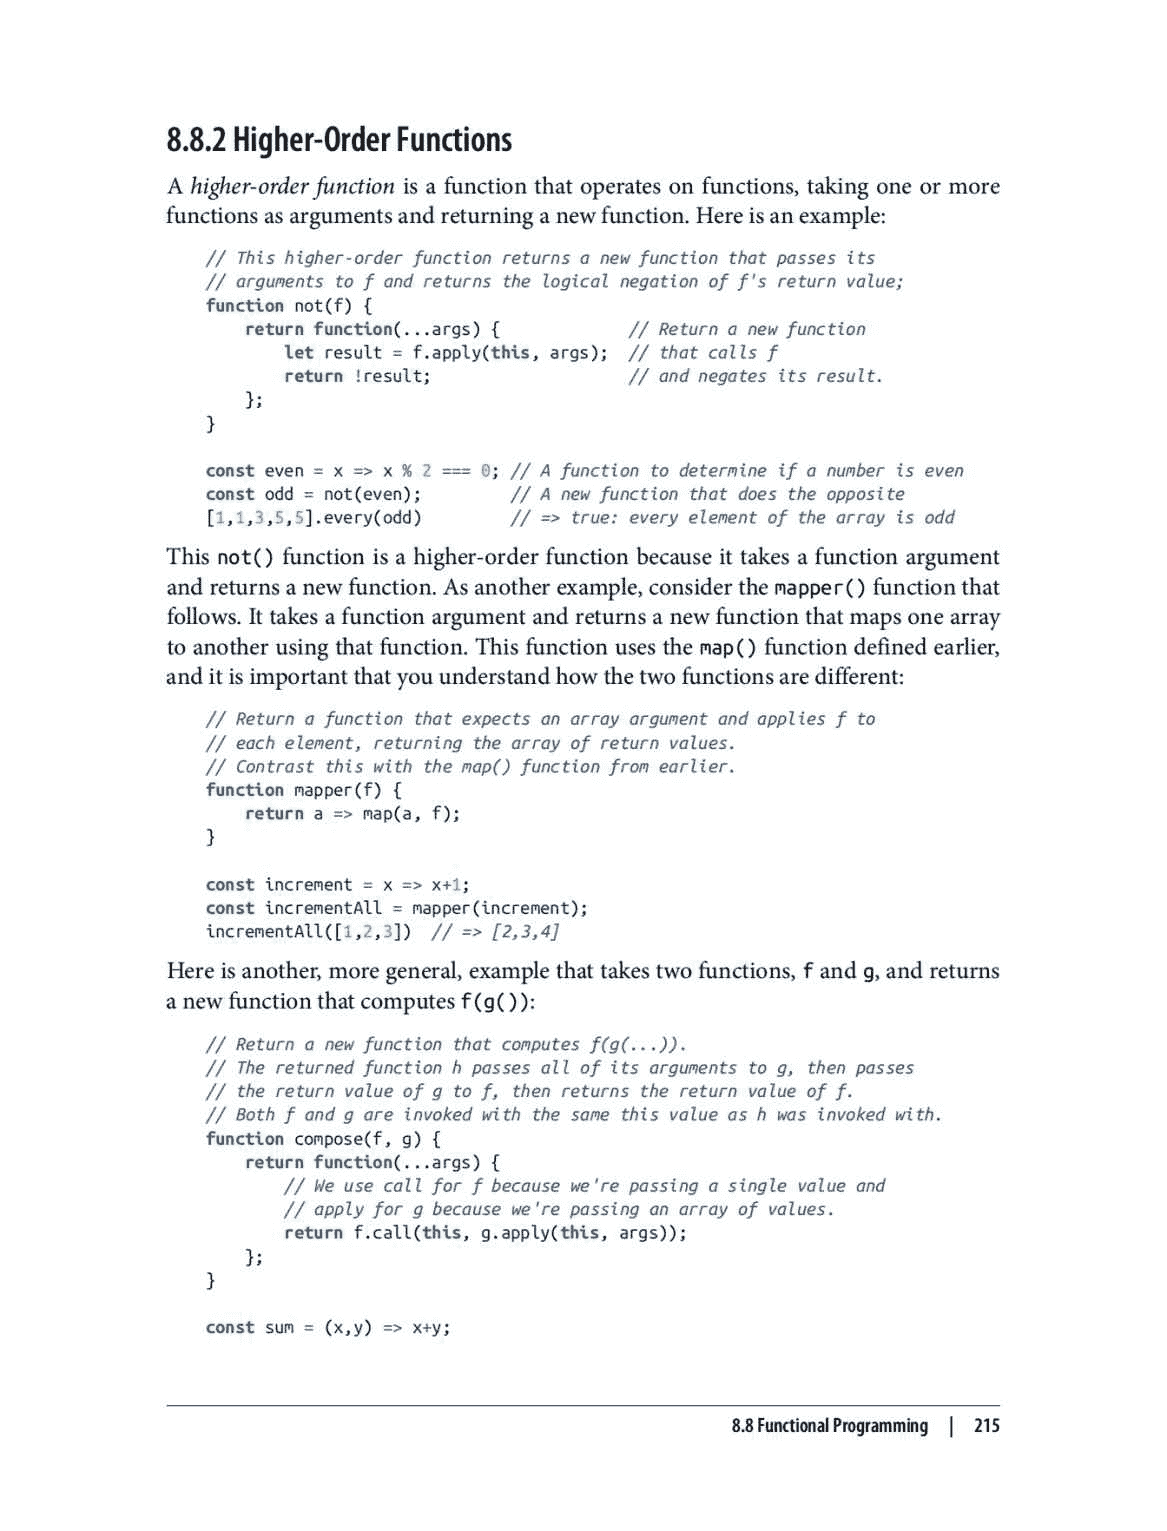 8.8.2 Higher-Order Functions
A higher-order function is a function that operates on functions, taking one or more
functions as arguments and returning a new function. Here is an example:
// This higher-order function returns a new function that passes its
// arguments to f and returns the logical negation of f's return value;
function not(f) {
    return function(...args) {             // Return a new function
        let result = f.apply(this, args);  // that calls f
        return !result;                    // and negates its result.
    };
}
const even = x => x % 2 === 0; // A function to determine if a number is even
const odd = not(even);         // A new function that does the opposite
[1,1,3,5,5].every(odd)         // => true: every element of the array is odd
This not() function is a higher-order function because it takes a function argument
and returns a new function. As another example, consider the mapper() function that
follows. It takes a function argument and returns a new function that maps one array
to another using that function. This function uses the map() function defined earlier,
and it is important that you understand how the two functions are different:
// Return a function that expects an array argument and applies f to
// each element, returning the array of return values.
// Contrast this with the map() function from earlier.
function mapper(f) {
    return a => map(a, f);
}
const increment = x => x+1;
const incrementAll = mapper(increment);
incrementAll([1,2,3])  // => [2,3,4]
Here is another, more general, example that takes two functions, f and g, and returns
a new function that computes f(g()):
// Return a new function that computes f(g(...)).
// The returned function h passes all of its arguments to g, then passes
// the return value of g to f, then returns the return value of f.
// Both f and g are invoked with the same this value as h was invoked with.
function compose(f, g) {
    return function(...args) {
        // We use call for f because we're passing a single value and
        // apply for g because we're passing an array of values.
        return f.call(this, g.apply(this, args));
    };
}
const sum = (x,y) => x+y;
8.8 Functional Programming | 215